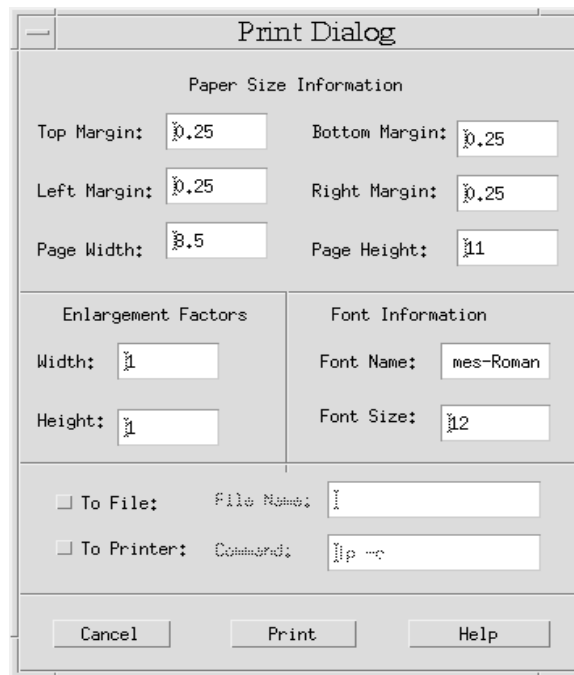 Print Dialog
Paper Size Information
Top Margin: 0.25 Bottom Margin: 0.25
Left Margin: 0.25 Right Margin: 0.25
Page Width: 8.5 Page Height: 11
Enlargement Factors Font Information
Width: 1 Font Name: mes-Roman
Height: 1 Font Size: 12
To File: File Name:
To Printer: Command: lp -c
Cancel Print Help